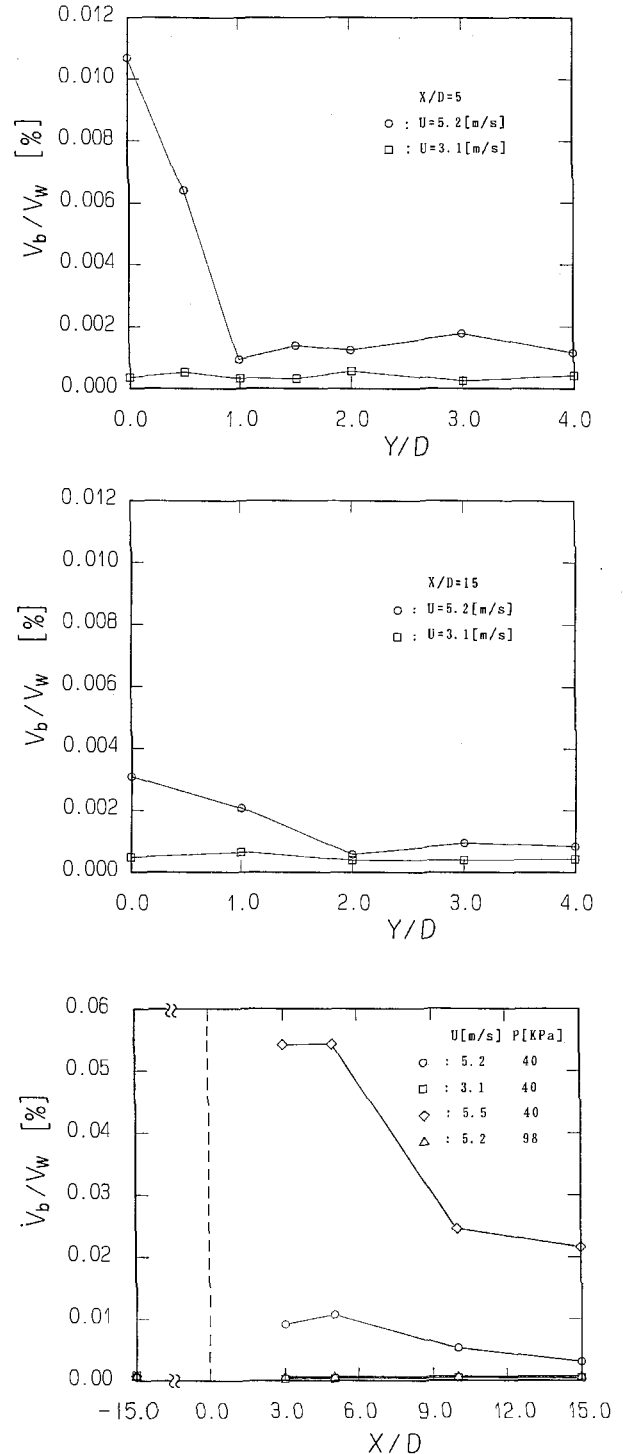 0.012
0.010
0.008
0.006
0.004
0.002
0.000
V_b/V_W [%]
X/D=5
○ : U=5.2[m/s]
□ : U=3.1[m/s]
0.0 1.0 2.0 3.0 4.0
Y/D
0.012
0.010
0.008
0.006
0.004
0.002
0.000
V_b/V_W [%]
X/D=15
○ : U=5.2[m/s]
□ : U=3.1[m/s]
0.0 1.0 2.0 3.0 4.0
Y/D
0.06
0.05
0.04
0.03
0.02
0.01
0.00
V_b/V_W [%]
U[m/s] P[KPa]
○ : 5.2 40
□ : 3.1 40
◇ : 5.5 40
△ : 5.2 98
-15.0 0.0 3.0 6.0 9.0 12.0 15.0
X/D